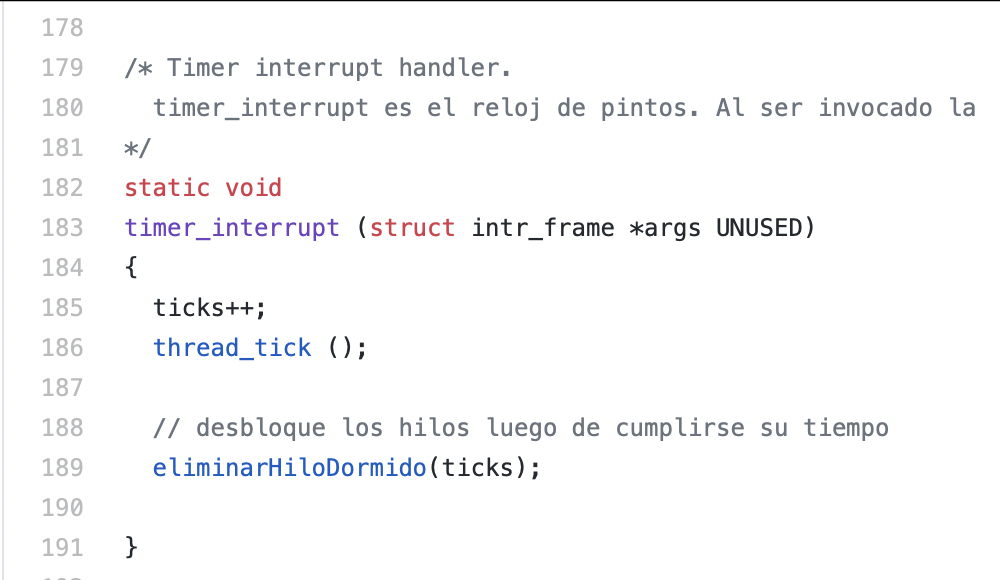 178
179 /* Timer interrupt handler.
180 timer_interrupt es el reloj de pintos. Al ser invocado la
181 */
182 static void
183 timer_interrupt (struct intr_frame *args UNUSED)
184 {
185 ticks++;
186 thread_tick ();
187
188 // desbloque los hilos luego de cumplirse su tiempo
189 eliminarHiloDormido(ticks);
190
191 }